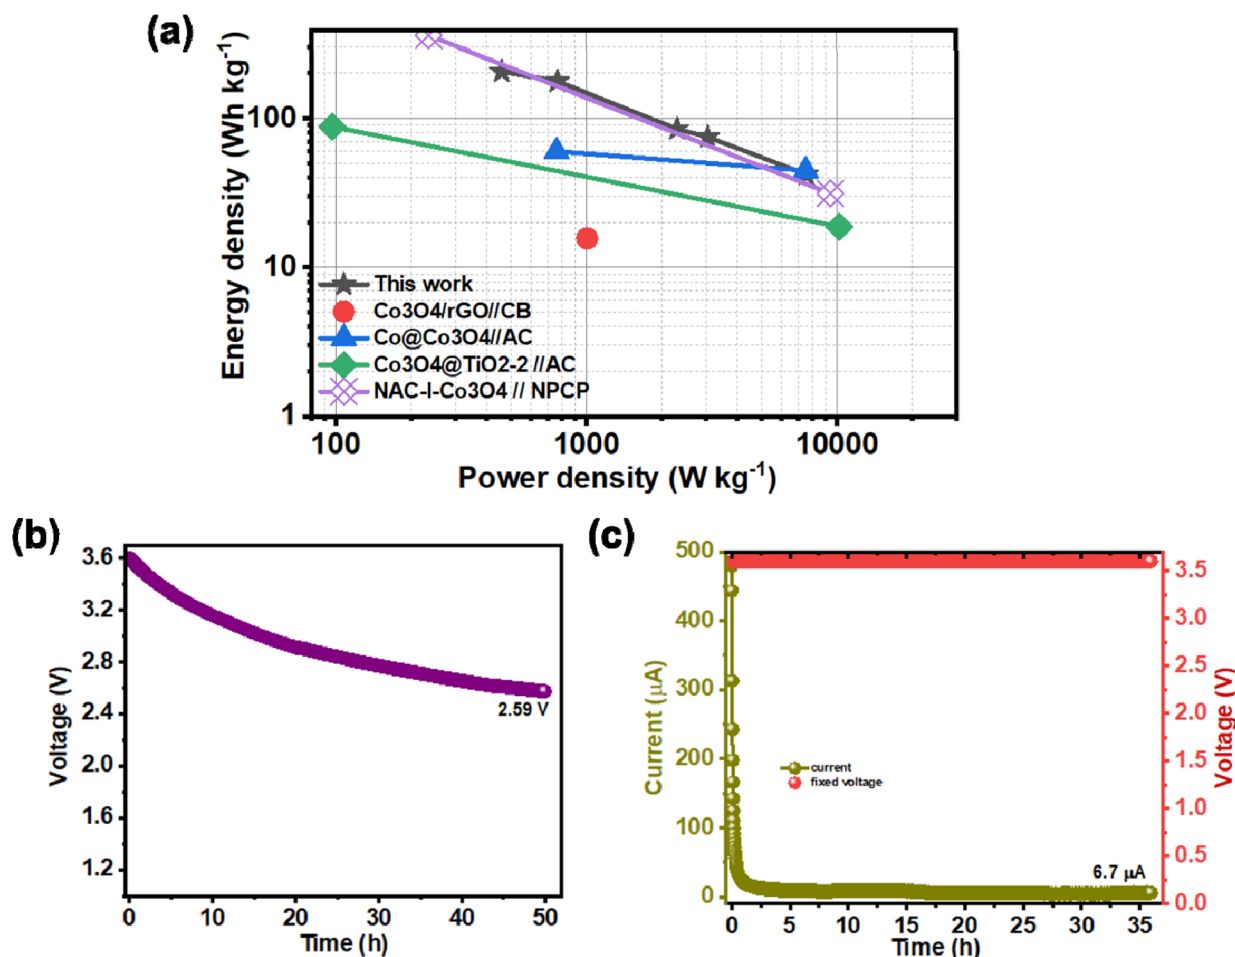 (a)
Energy density (Wh kg⁻¹)
100
10
1
This work
Co3O4/rGO//CB
Co@Co3O4//AC
Co3O4@TiO2-2 //AC
NAC-I-Co3O4 // NPCP
100
1000
10000
Power density (W kg⁻¹)
(b)
Voltage (V)
3.6
3.2
2.8
2.4
2.0
1.6
1.2
2.59 V
0
10
20
30
40
50
Time (h)
(c)
Current (µA)
500
400
300
200
100
0
current
fixed voltage
6.7 µA
0
5
10
15
20
25
30
35
Time (h)
3.5
3.0
2.5
2.0
1.5
1.0
0.5
0.0
Voltage (V)